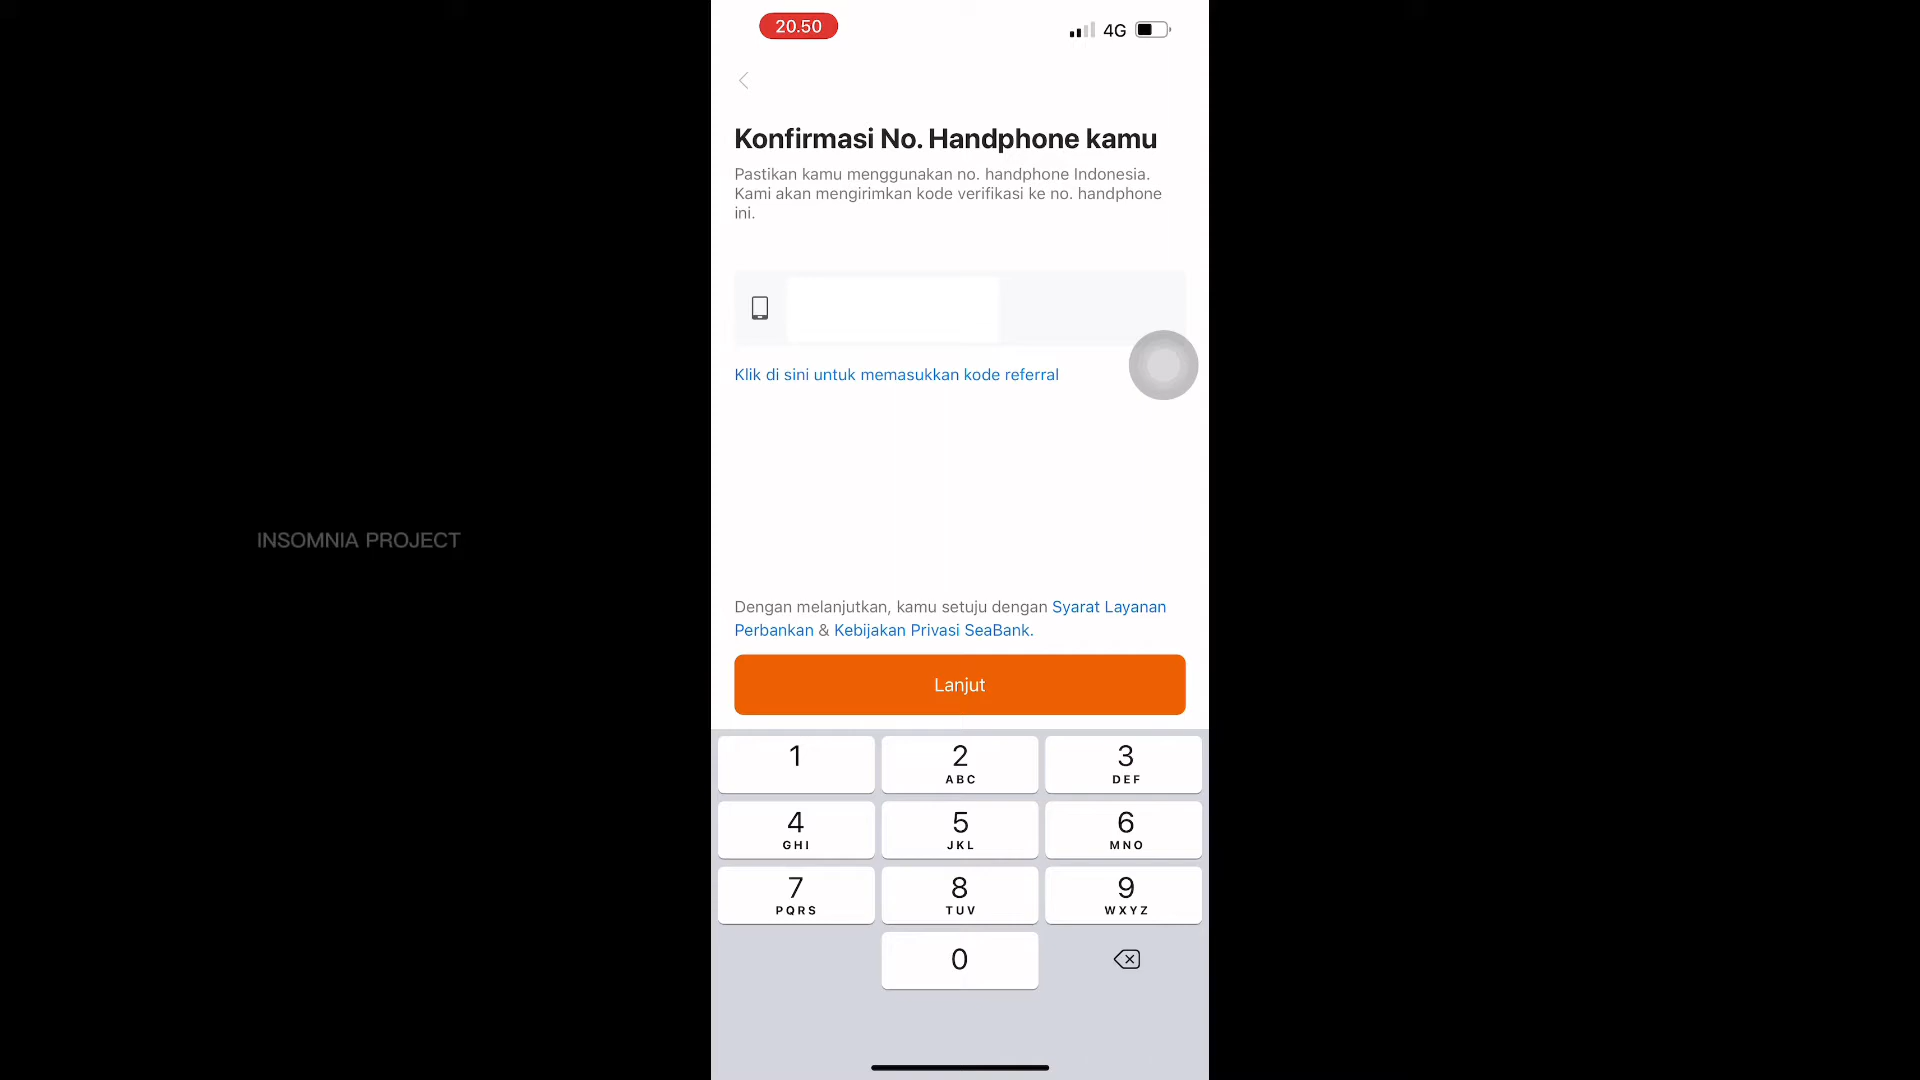 20.50
4G
Konfirmasi No. Handphone kamu
Pastikan kamu menggunakan no. handphone Indonesia.
Kami akan mengirimkan kode verifikasi ke no. handphone
ini.
Klik di sini untuk memasukkan kode referral
INSOMNIA PROJECT
Dengan melanjutkan, kamu setuju dengan Syarat Layanan
Perbankan & Kebijakan Privasi SeaBank.
Lanjut
1
2
ABC
3
DEF
4
GHI
5
JKL
6
MNO
7
PQRS
8
TUV
9
WXYZ
0